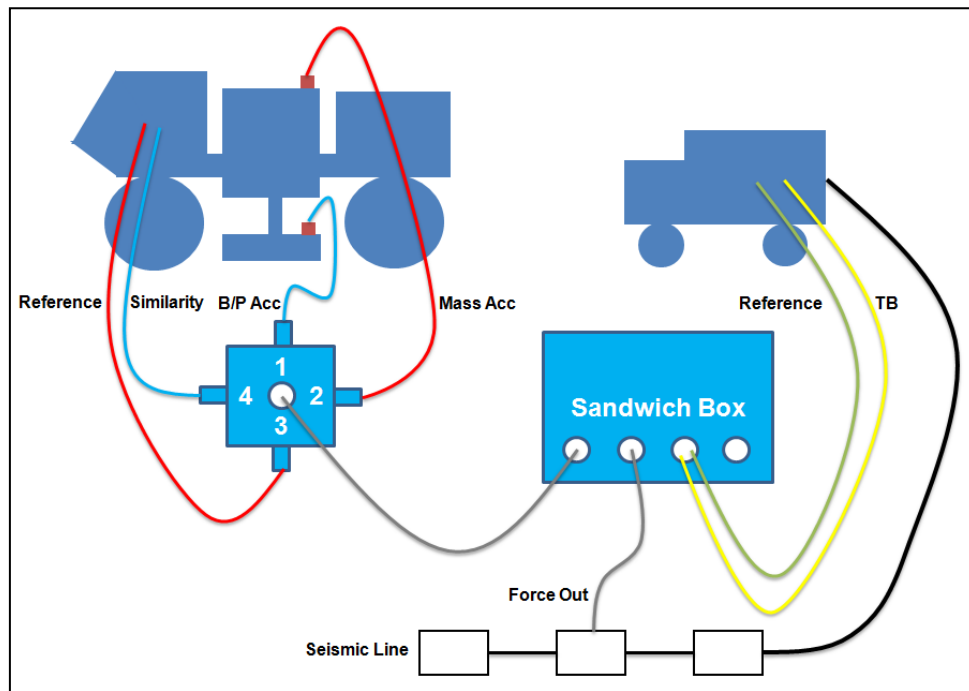 Reference
Similarity
B/P Acc
Mass Acc
Reference
TB
1
4
2
3
Sandwich Box
Force Out
Seismic Line